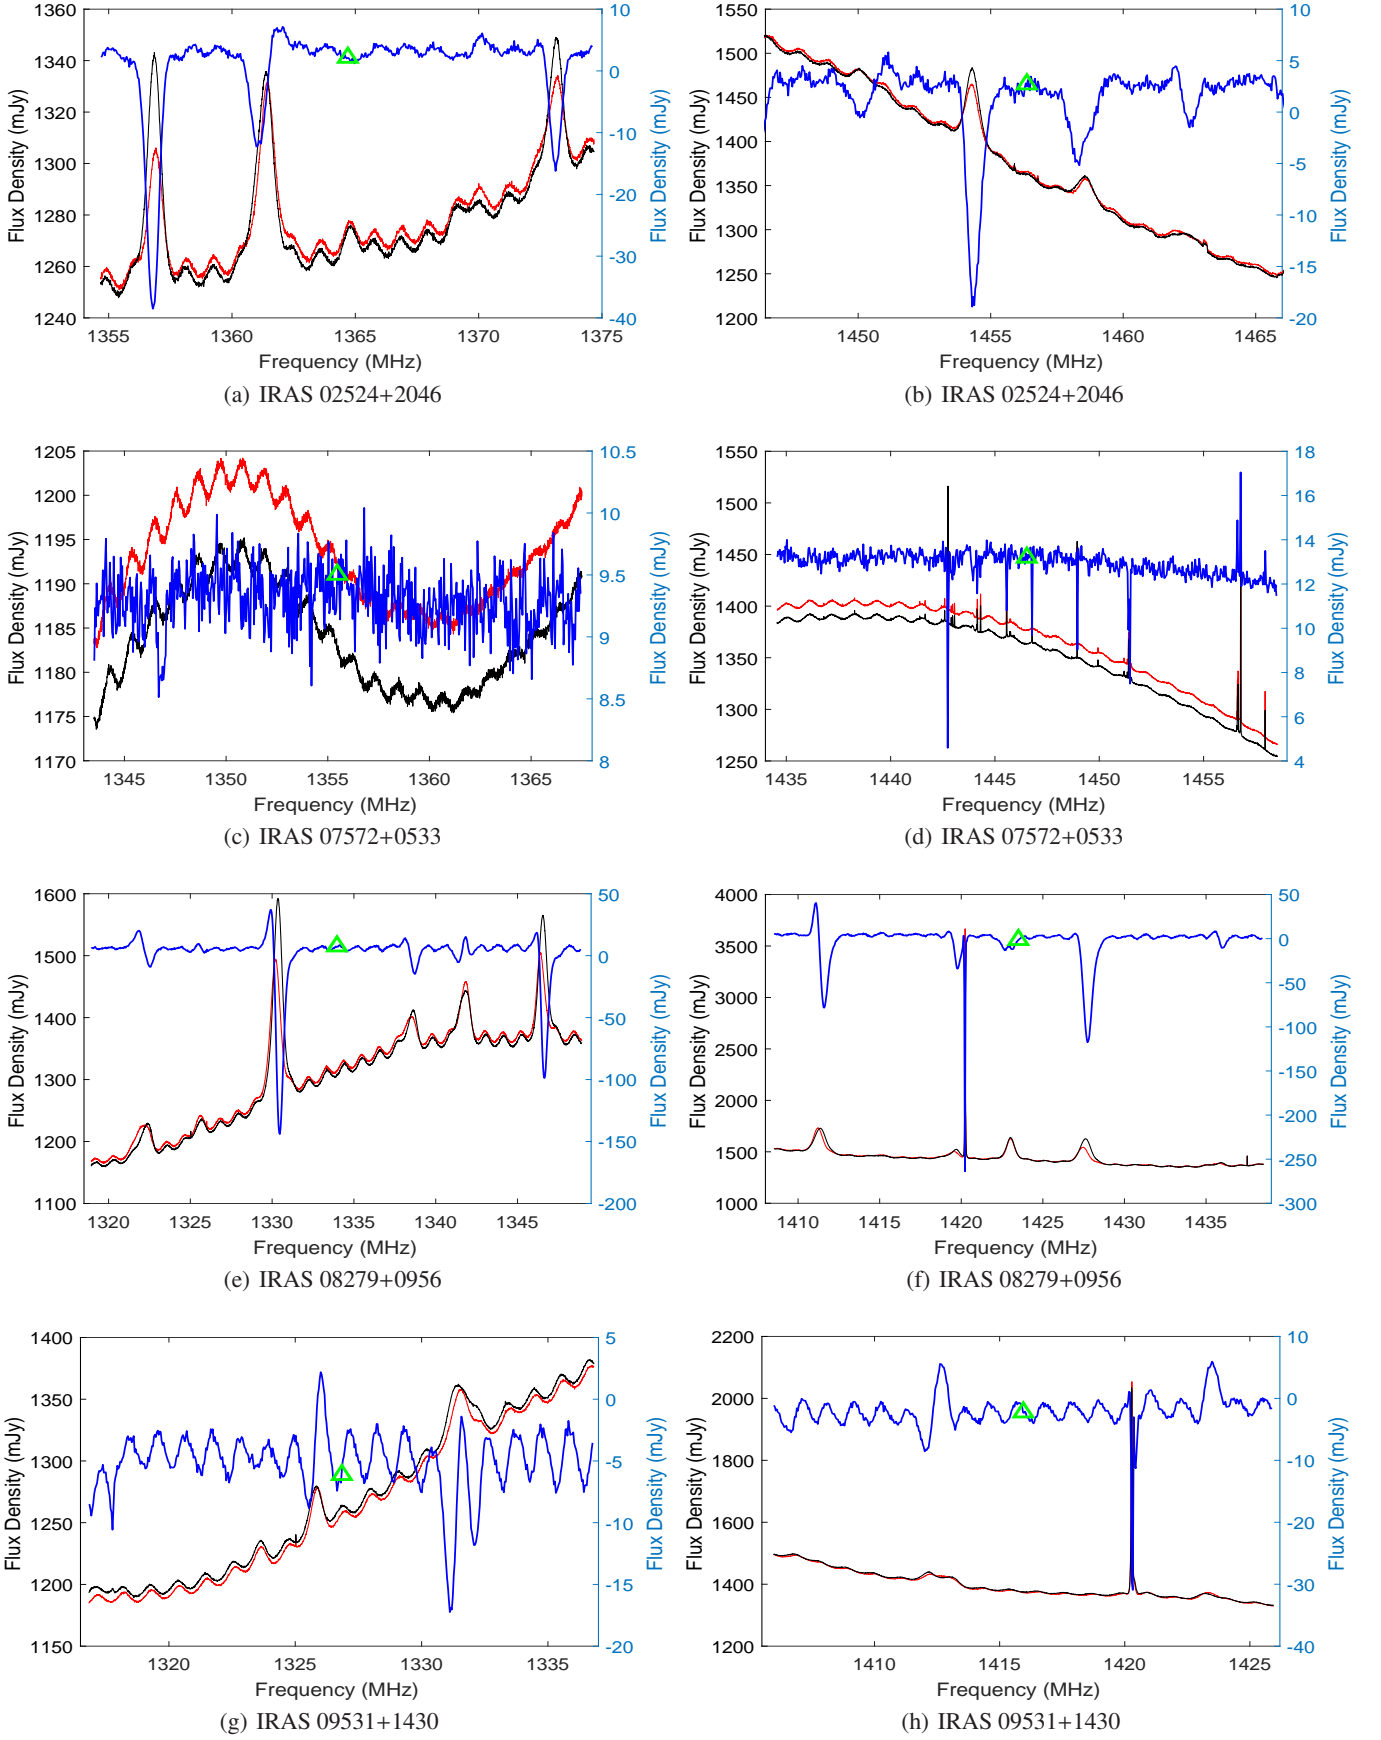 1360
1340
1320
1300
1280
1260
1240
10
0
-10
-20
-30
-40
1355 1360 1365 1370 1375
Flux Density (mJy)
Flux Density (mJy)
Frequency (MHz)
(a) IRAS 02524+2046
1550
1500
1450
1400
1350
1300
1250
1200
10
5
0
-5
-10
-15
-20
1450 1455 1460 1465
Flux Density (mJy)
Flux Density (mJy)
Frequency (MHz)
(b) IRAS 02524+2046
1205
1200
1195
1190
1185
1180
1175
1170
10.5
10
9.5
9
8.5
8
1345 1350 1355 1360 1365
Flux Density (mJy)
Flux Density (mJy)
Frequency (MHz)
(c) IRAS 07572+0533
1550
1500
1450
1400
1350
1300
1250
18
16
14
12
10
8
6
4
1435 1440 1445 1450 1455
Flux Density (mJy)
Flux Density (mJy)
Frequency (MHz)
(d) IRAS 07572+0533
1600
1500
1400
1300
1200
1100
50
0
-50
-100
-150
-200
1320 1325 1330 1335 1340 1345
Flux Density (mJy)
Flux Density (mJy)
Frequency (MHz)
(e) IRAS 08279+0956
4000
3500
3000
2500
2000
1500
1000
50
0
-50
-100
-150
-200
-250
-300
1410 1415 1420 1425 1430 1435
Flux Density (mJy)
Flux Density (mJy)
Frequency (MHz)
(f) IRAS 08279+0956
1400
1350
1300
1250
1200
1150
5
0
-5
-10
-15
-20
1320 1325 1330 1335
Flux Density (mJy)
Flux Density (mJy)
Frequency (MHz)
(g) IRAS 09531+1430
2200
2000
1800
1600
1400
1200
10
0
-10
-20
-30
-40
1410 1415 1420 1425
Flux Density (mJy)
Flux Density (mJy)
Frequency (MHz)
(h) IRAS 09531+1430